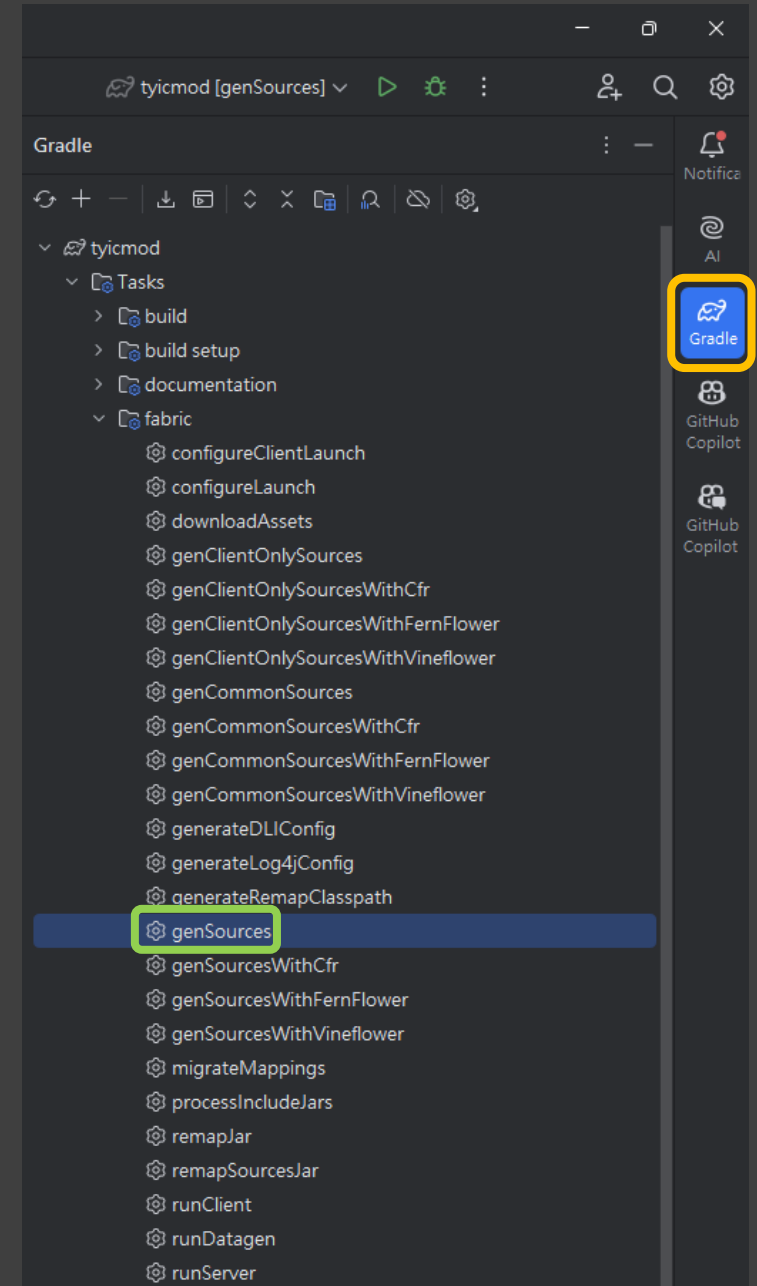 tyicmod [genSources]
Gradle
Notifica
AI
Gradle
GitHub
Copilot
GitHub
Copilot
tyicmod
Tasks
build
build setup
documentation
fabric
configureClientLaunch
configureLaunch
downloadAssets
genClientOnlySources
genClientOnlySourcesWithCfr
genClientOnlySourcesWithFernFlower
genClientOnlySourcesWithVineflower
genCommonSources
genCommonSourcesWithCfr
genCommonSourcesWithFernFlower
genCommonSourcesWithVineflower
generateDLIConfig
generateLog4jConfig
generateRemapClasspath
genSources
genSourcesWithCfr
genSourcesWithFernFlower
genSourcesWithVineflower
migrateMappings
processIncludeJars
remapJar
remapSourcesJar
runClient
runDatagen
runServer